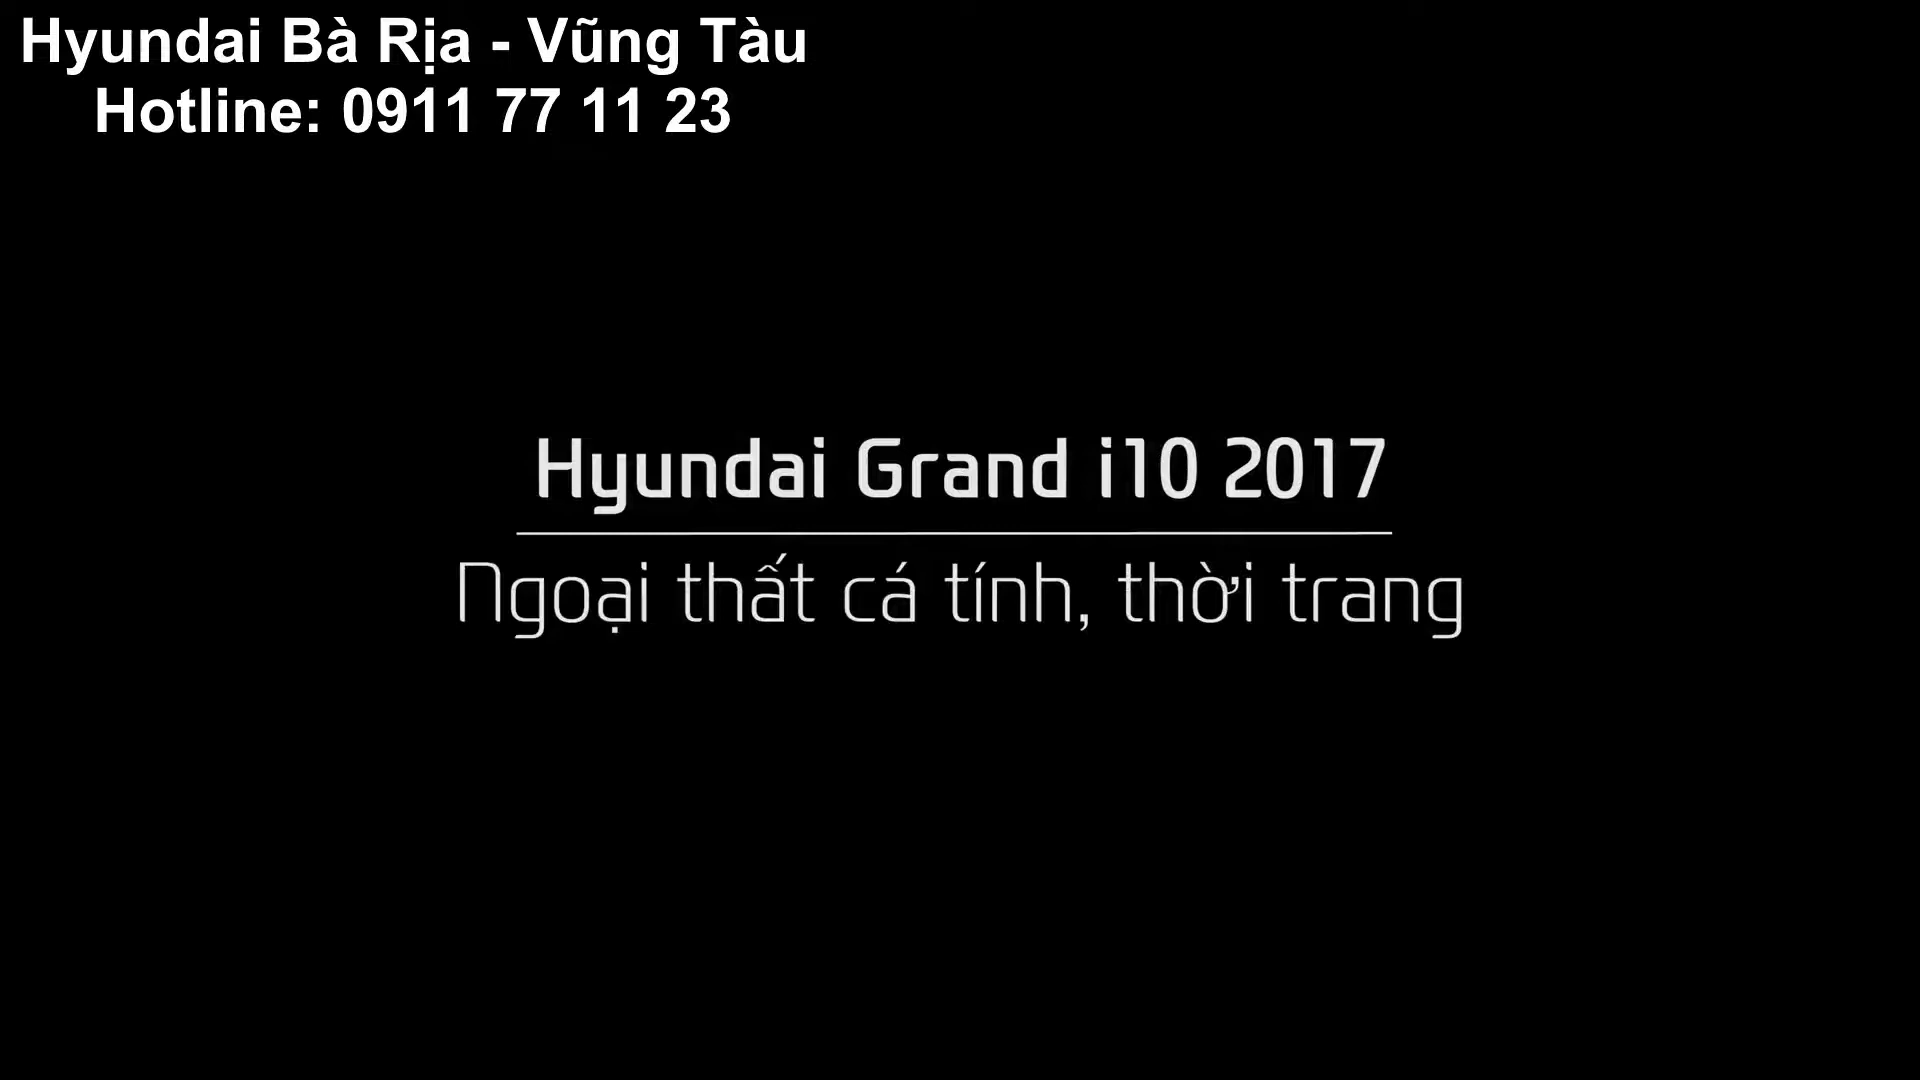 Hyundai Bà Rịa - Vũng Tàu
Hotline: 0911 77 11 23
Hyundai Grand i10 2017
Ngoại thất cá tính, thời trang